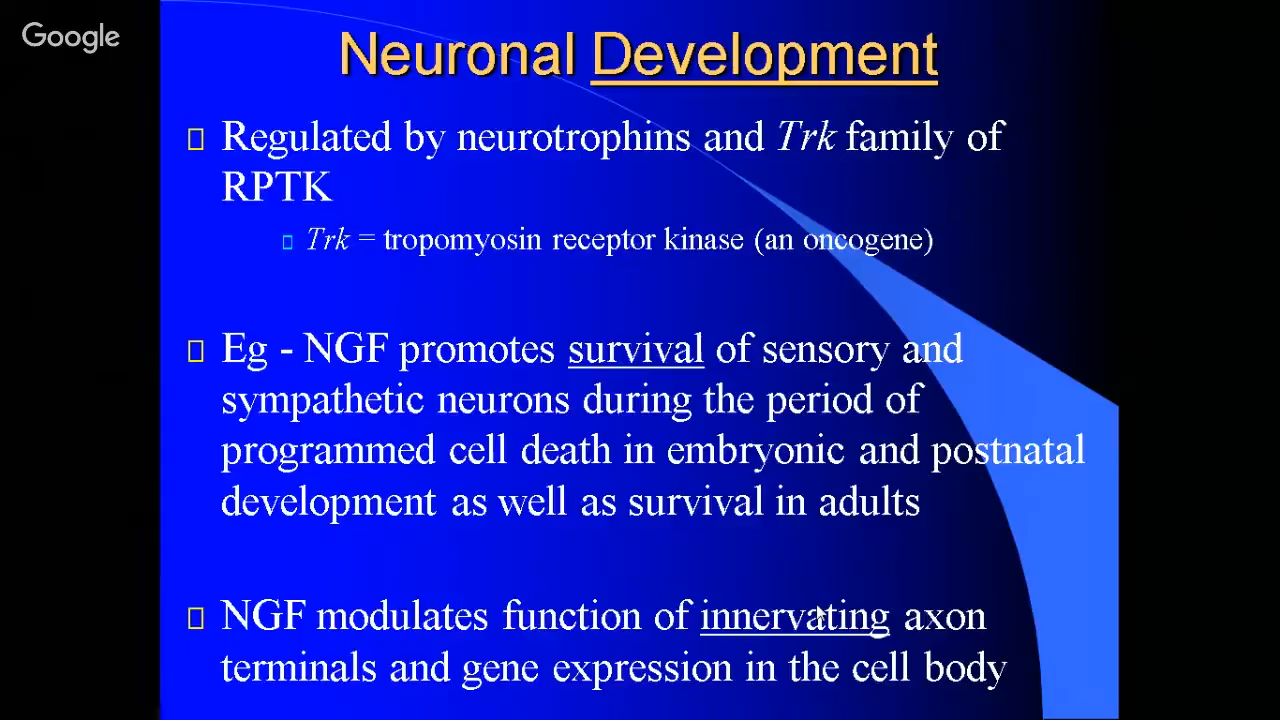 Google
Neuronal Development
Regulated by neurotrophins and Trk family of
RPTK
Trk = tropomyosin receptor kinase (an oncogene)
Eg - NGF promotes survival of sensory and
sympathetic neurons during the period of
programmed cell death in embryonic and postnatal
development as well as survival in adults
NGF modulates function of innervating axon
terminals and gene expression in the cell body